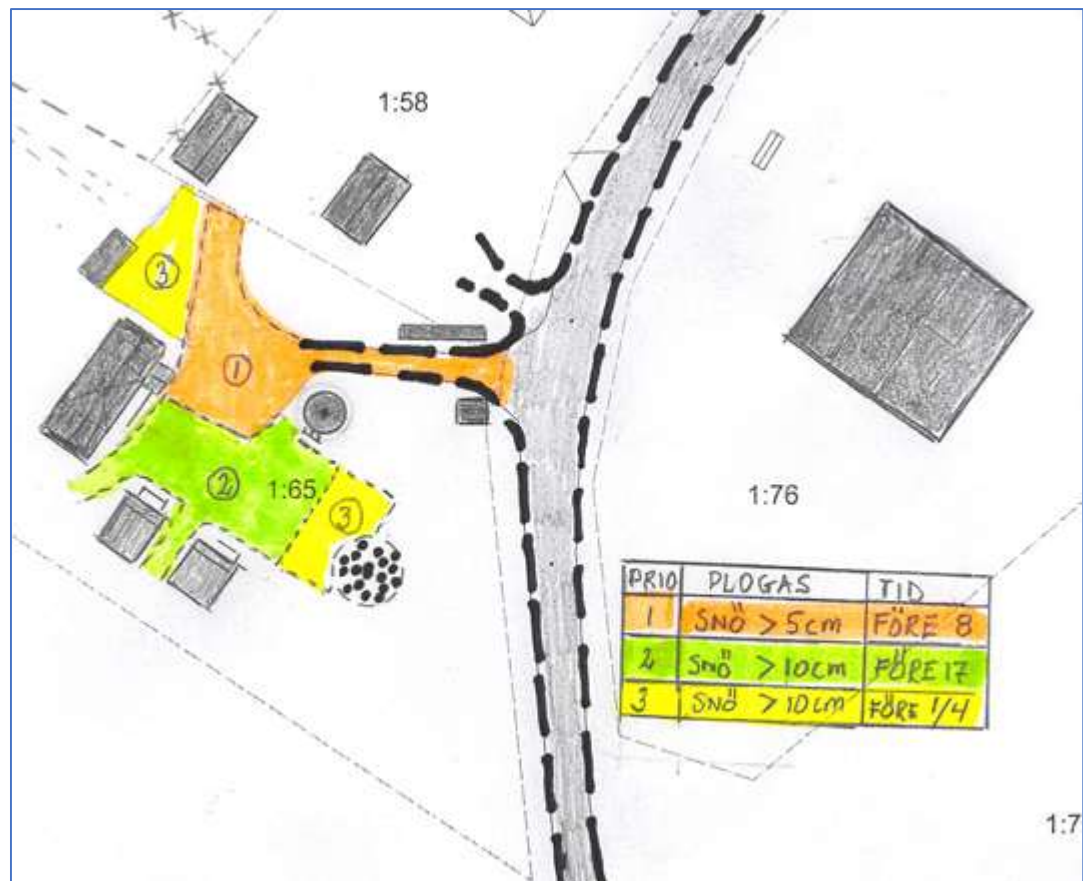 1:58
3
1
2
1:65
3
1:76
PRIO PLOGAS TID
1 SNÖ > 5cm FÖRE 8
2 SNÖ > 10cm FÖRE 17
3 SNÖ > 10cm FÖRE 1/4
1:7